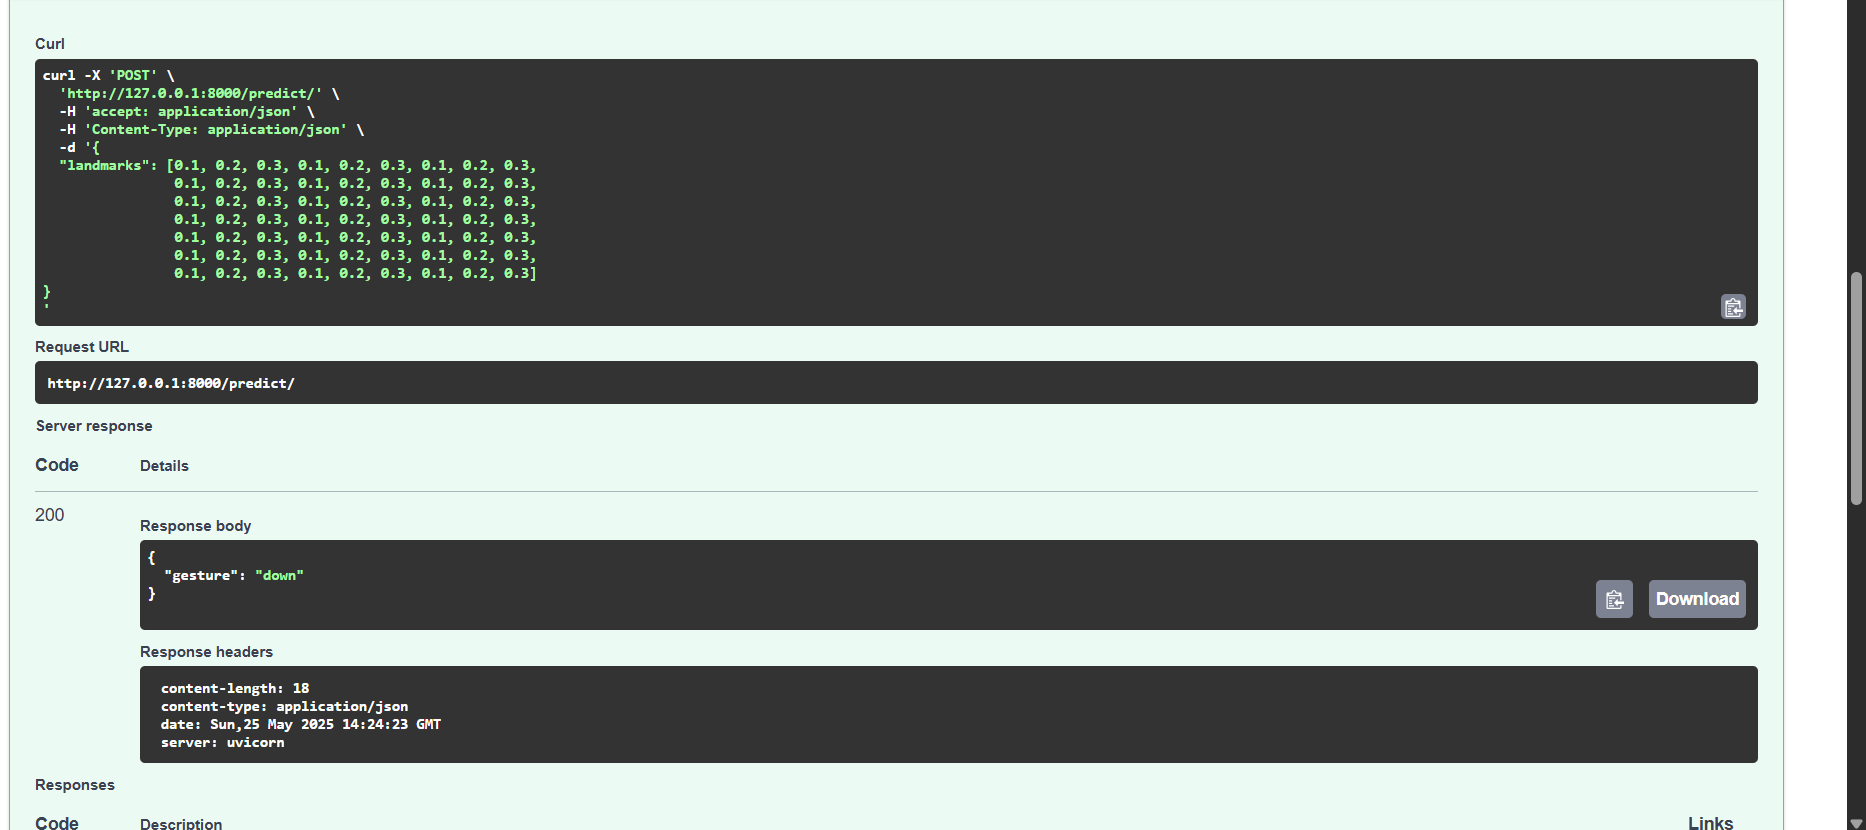 Curl
curl -X 'POST' \
  'http://127.0.0.1:8000/predict/' \
  -H 'accept: application/json' \
  -H 'Content-Type: application/json' \
  -d '{
  "landmarks": [0.1, 0.2, 0.3, 0.1, 0.2, 0.3, 0.1, 0.2, 0.3,
                0.1, 0.2, 0.3, 0.1, 0.2, 0.3, 0.1, 0.2, 0.3,
                0.1, 0.2, 0.3, 0.1, 0.2, 0.3, 0.1, 0.2, 0.3,
                0.1, 0.2, 0.3, 0.1, 0.2, 0.3, 0.1, 0.2, 0.3,
                0.1, 0.2, 0.3, 0.1, 0.2, 0.3, 0.1, 0.2, 0.3,
                0.1, 0.2, 0.3, 0.1, 0.2, 0.3, 0.1, 0.2, 0.3,
                0.1, 0.2, 0.3, 0.1, 0.2, 0.3, 0.1, 0.2, 0.3]
}
'
Request URL
http://127.0.0.1:8000/predict/
Server response
Code Details
200
Response body
{
  "gesture": "down"
}
Download
Response headers
content-length: 18
content-type: application/json
date: Sun,25 May 2025 14:24:23 GMT
server: uvicorn
Responses
Code Description Links